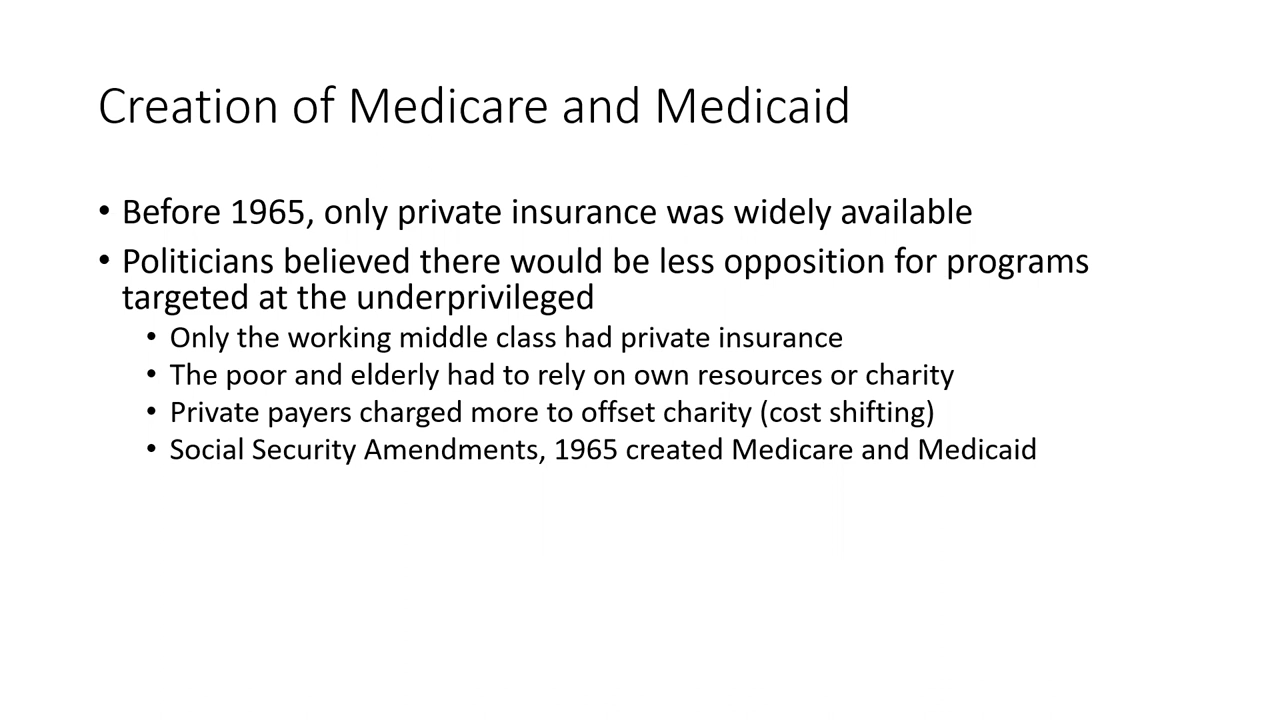 Creation of Medicare and Medicaid
• Before 1965, only private insurance was widely available
• Politicians believed there would be less opposition for programs
targeted at the underprivileged
• Only the working middle class had private insurance
• The poor and elderly had to rely on own resources or charity
• Private payers charged more to offset charity (cost shifting)
• Social Security Amendments, 1965 created Medicare and Medicaid